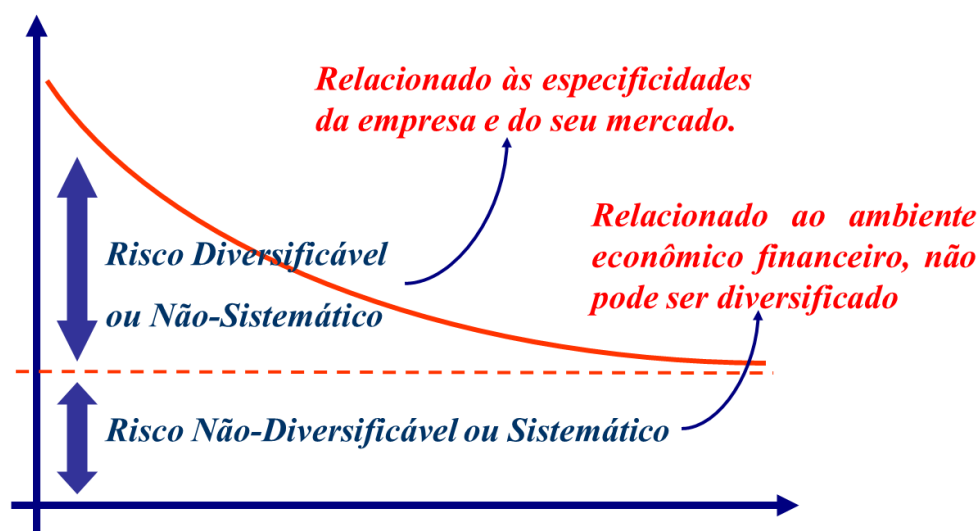 Relacionado às especificidades
da empresa e do seu mercado.
Relacionado ao ambiente
econômico financeiro, não
pode ser diversificado
Risco Diversificável
ou Não-Sistemático
Risco Não-Diversificável ou Sistemático